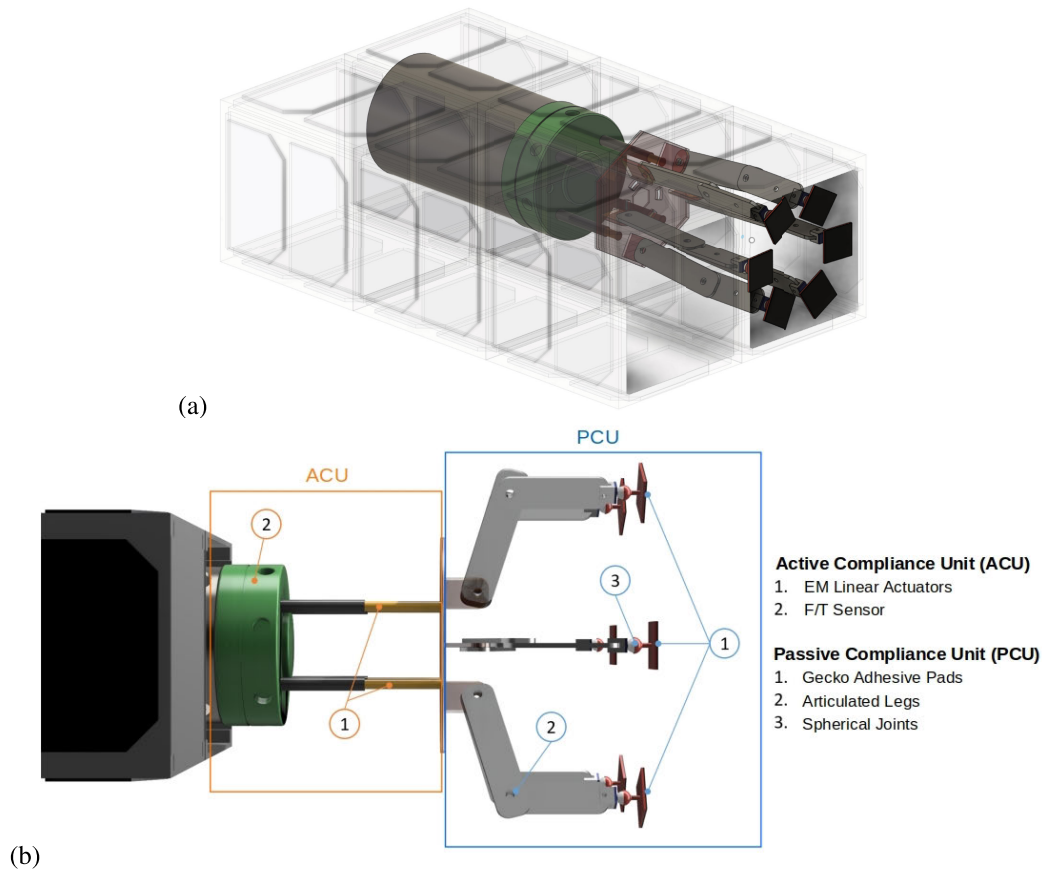 (a)
PCU
ACU
2
3
1
1
2
Active Compliance Unit (ACU)
1. EM Linear Actuators
2. F/T Sensor
Passive Compliance Unit (PCU)
1. Gecko Adhesive Pads
2. Articulated Legs
3. Spherical Joints
(b)